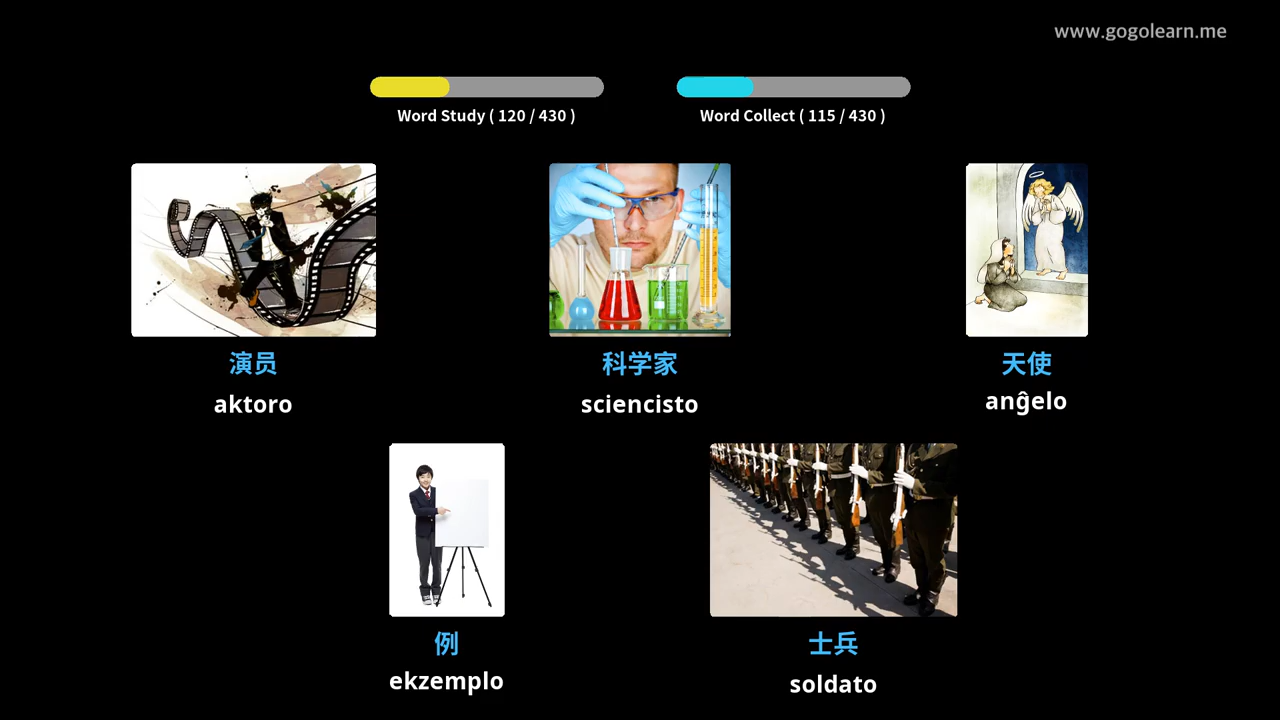 www.gogolearn.me
Word Study ( 120 / 430 )
Word Collect ( 115 / 430 )
演员
aktoro
科学家
sciencisto
天使
anĝelo
例
ekzemplo
士兵
soldato